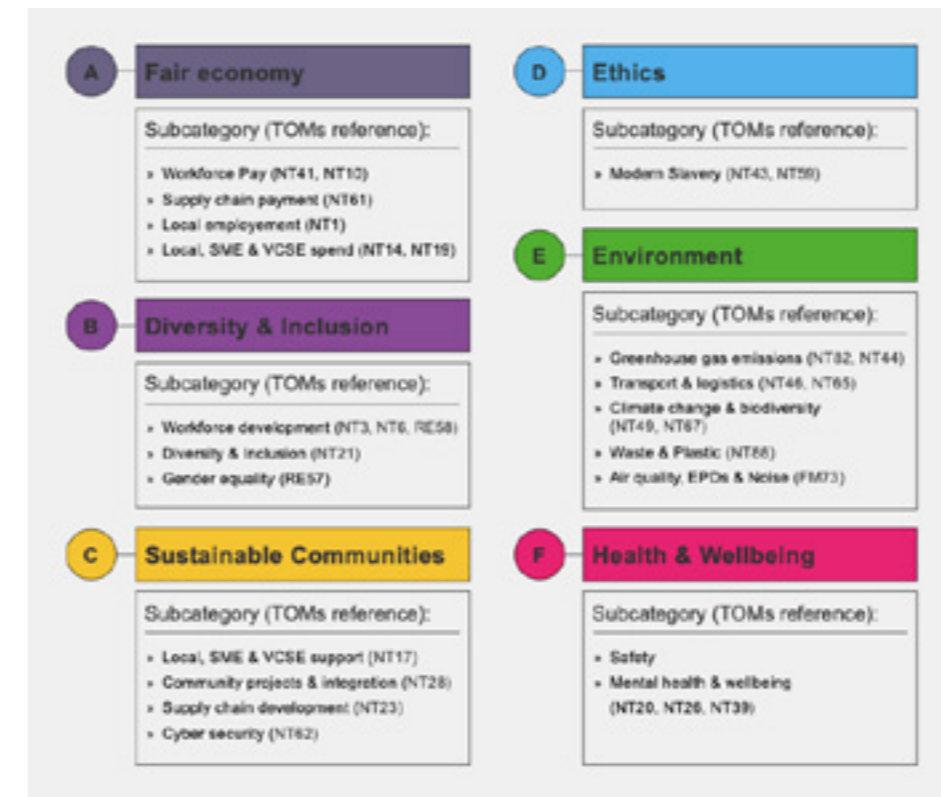 A
Fair economy
Subcategory (TOMs reference):
» Workforce Pay (NT41, NT10)
» Supply chain payment (NT61)
» Local employement (NT1)
» Local, SME & VCSE spend (NT14, NT19)
B
Diversity & Inclusion
Subcategory (TOMs reference):
» Workforce development (NT3, NT6, RE58)
» Diversity & Inclusion (NT21)
» Gender equality (RE57)
C
Sustainable Communities
Subcategory (TOMs reference):
» Local, SME & VCSE support (NT17)
» Community projects & integration (NT28)
» Supply chain development (NT23)
» Cyber security (NT62)
D
Ethics
Subcategory (TOMs reference):
» Modern Slavery (NT43, NT59)
E
Environment
Subcategory (TOMs reference):
» Greenhouse gas emissions (NT82, NT44)
» Transport & logistics (NT46, NT65)
» Climate change & biodiversity
(NT49, NT67)
» Waste & Plastic (NT88)
» Air quality, EPDs & Noise (FM73)
F
Health & Wellbeing
Subcategory (TOMs reference):
» Safety
» Mental health & wellbeing
(NT20, NT26, NT39)